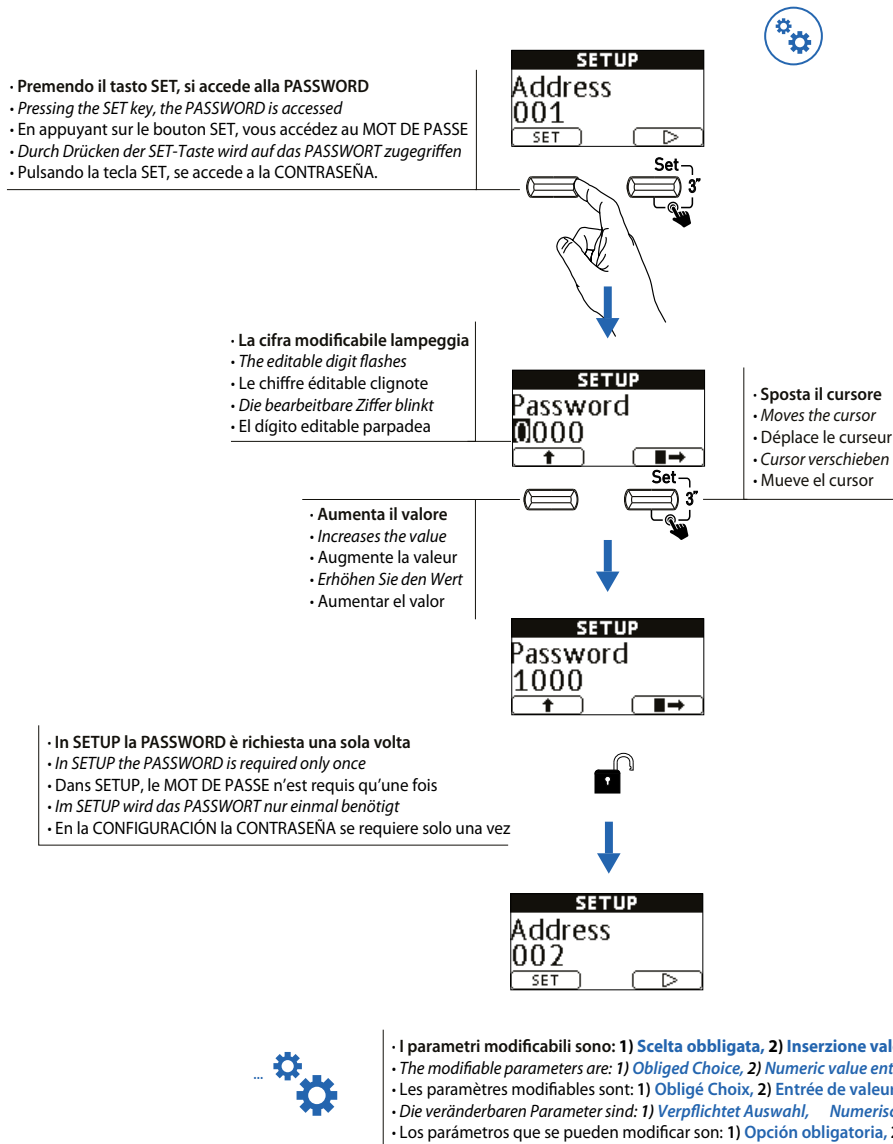 SETUP
Address
001
SET
· Premendo il tasto SET, si accede alla PASSWORD
· Pressing the SET key, the PASSWORD is accessed
· En appuyant sur le bouton SET, vous accédez au MOT DE PASSE
· Durch Drücken der SET-Taste wird auf das PASSWORT zugegriffen
· Pulsando la tecla SET, se accede a la CONTRASEÑA.
Set
3"
· La cifra modificabile lampeggia
· The editable digit flashes
· Le chiffre éditable clignote
· Die bearbeitbare Ziffer blinkt
· El dígito editable parpadea
SETUP
Password
0000
· Sposta il cursore
· Moves the cursor
· Déplace le curseur
· Cursor verschieben
· Mueve el cursor
Set
3"
· Aumenta il valore
· Increases the value
· Augmente la valeur
· Erhöhen Sie den Wert
· Aumentar el valor
SETUP
Password
1000
· In SETUP la PASSWORD è richiesta una sola volta
· In SETUP the PASSWORD is required only once
· Dans SETUP, le MOT DE PASSE n'est requis qu'une fois
· Im SETUP wird das PASSWORT nur einmal benötigt
· En la CONFIGURACIÓN la CONTRASEÑA se requiere solo una vez
SETUP
Address
002
SET
...
· I parametri modificabili sono: 1) Scelta obbligata, 2) Inserzione val
· The modifiable parameters are: 1) Obliged Choice, 2) Numeric value ent
· Les paramètres modifiables sont: 1) Obligé Choix, 2) Entrée de valeur
· Die veränderbaren Parameter sind: 1) Verpflichtet Auswahl, Numerisc
· Los parámetros que se pueden modificar son: 1) Opción obligatoria, 2